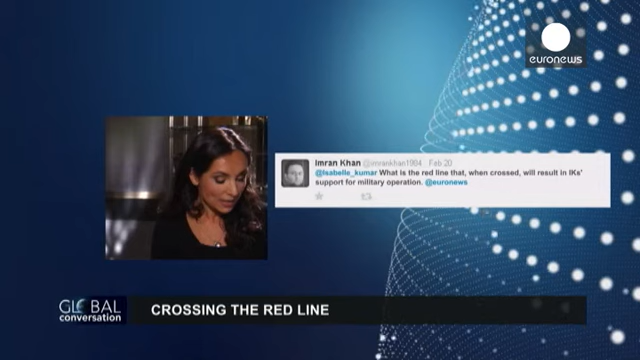 euronews
Imran Khan @imrankhan1904 Feb 20
@Isabelle_kumar What is the red line that, when crossed, will result in IKs'
support for military operation. @euronews
GLOBAL
conversation
CROSSING THE RED LINE